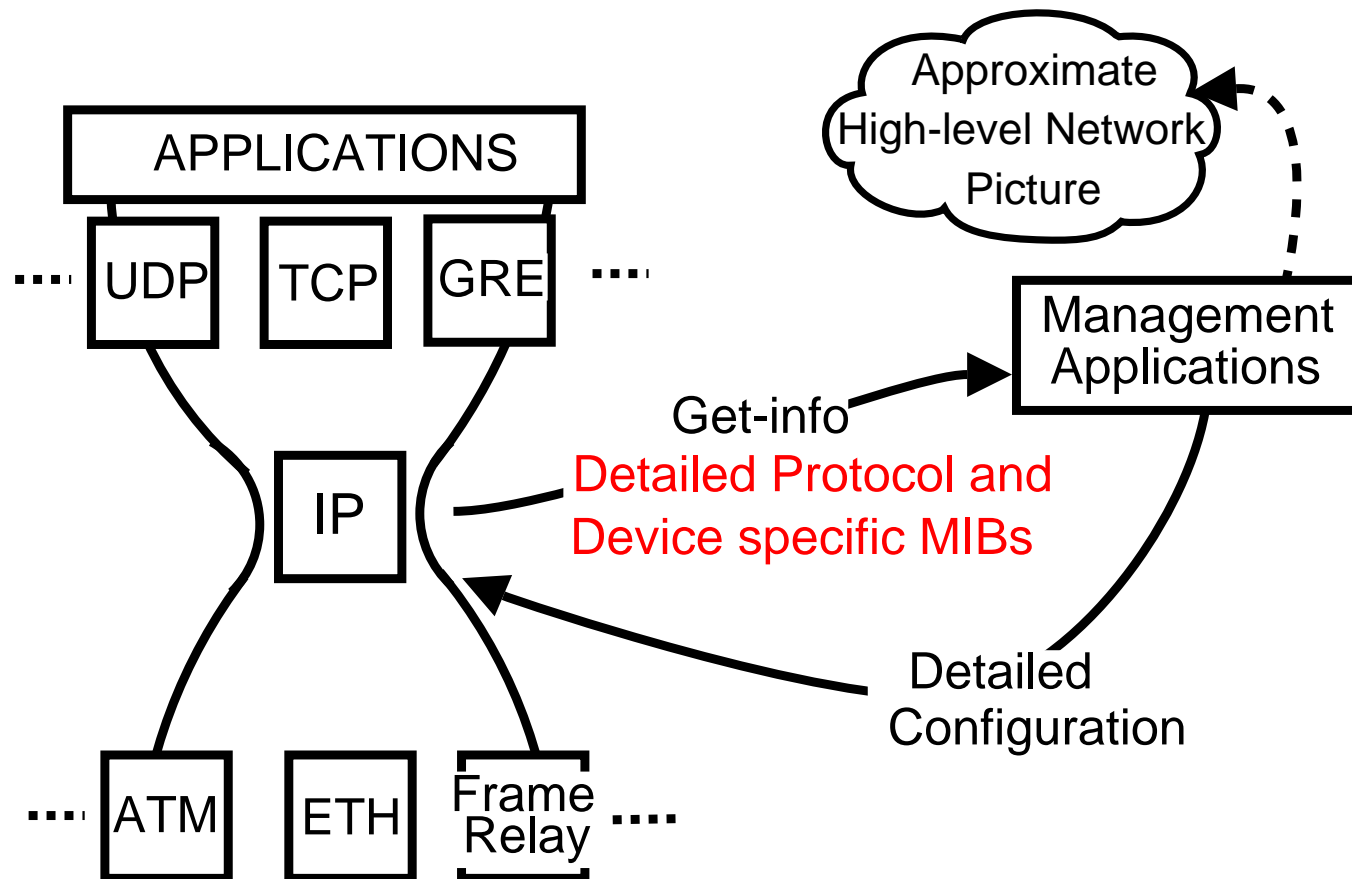 Approximate
High-level Network
Picture
APPLICATIONS
UDP
TCP
GRE
Management
Applications
Get-info
Detailed Protocol and
Device specific MIBs
IP
Detailed
Configuration
ATM
ETH
Frame
Relay